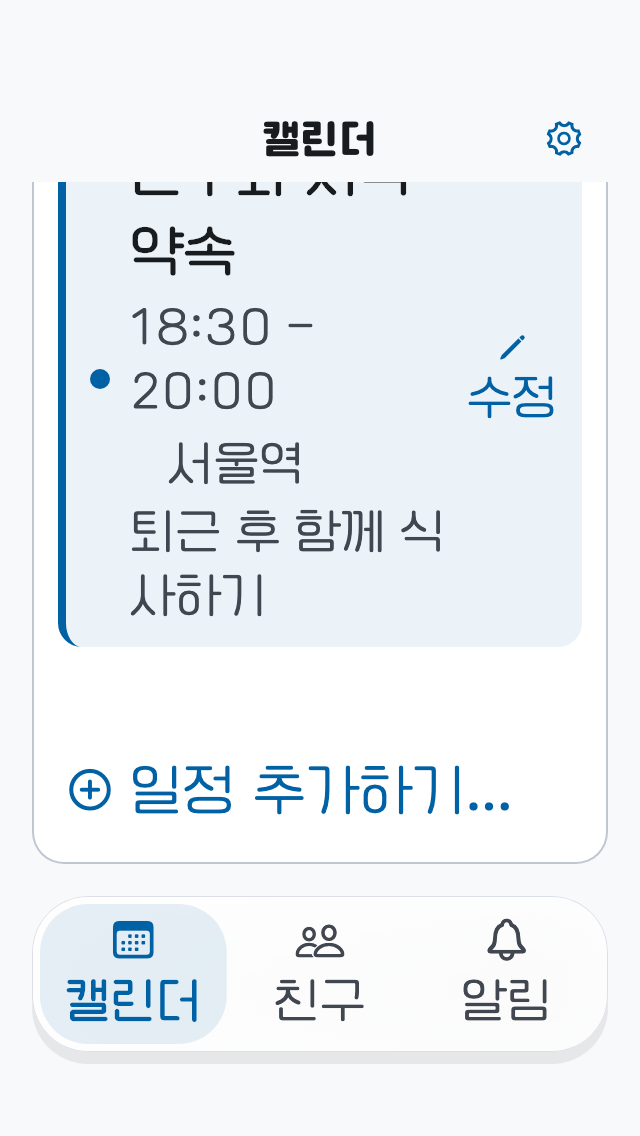 캘린더
약속
18:30 –
20:00
수정
서울역
퇴근 후 함께 식
사하기
일정 추가하기...
캘린더
친구
알림